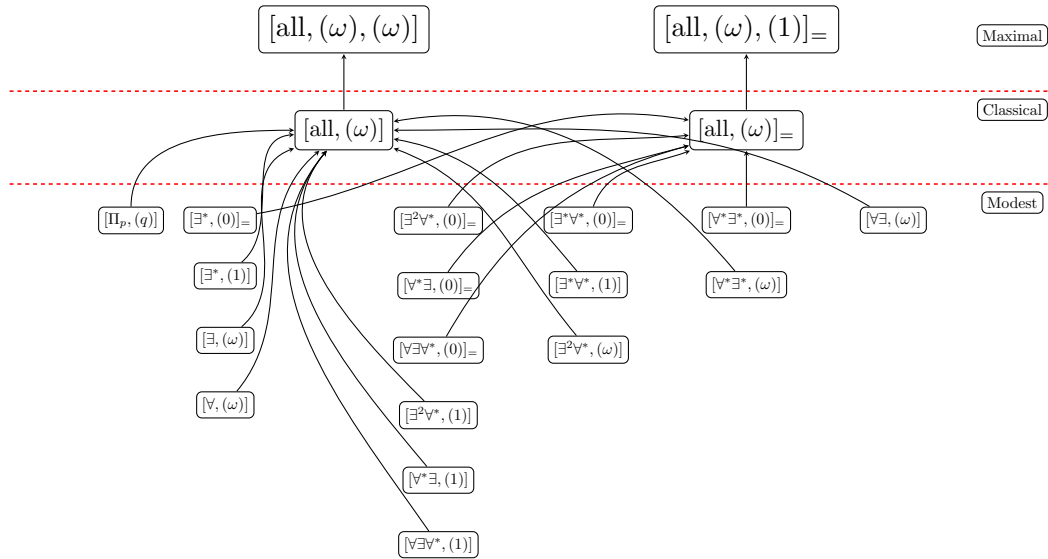 [all, (ω), (ω)]
[all, (ω), (1)]₌
Maximal
[all, (ω)]
[all, (ω)]₌
Classical
[Πₚ, (q)]
[∃*, (0)]₌
[∃²∀*, (0)]₌
[∃*∀*, (0)]₌
[∀*∃*, (0)]₌
[∀∃, (ω)]
Modest
[∃*, (1)]
[∀*∃, (0)]₌
[∃*∀*, (1)]
[∀*∃*, (ω)]
[∃, (ω)]
[∀∃∀*, (0)]₌
[∃²∀*, (ω)]
[∀, (ω)]
[∃²∀*, (1)]
[∀*∃, (1)]
[∀∃∀*, (1)]